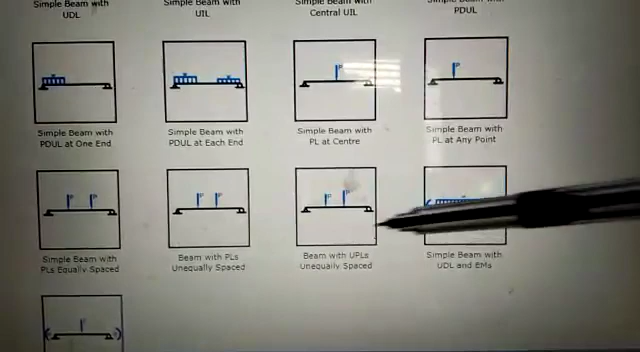 Simple Beam with
UDL
Simple Beam with
UIL
Simple Beam with
Central UIL
Simple Beam with
PDUL
Simple Beam with
PDUL at One End
Simple Beam with
PDUL at Each End
Simple Beam with
PL at Centre
Simple Beam with
PL at Any Point
Simple Beam with
PLs Equally Spaced
Beam with PLs
Unequally Spaced
Beam with UPLs
Unequally Spaced
Simple Beam with
UDL and EMs